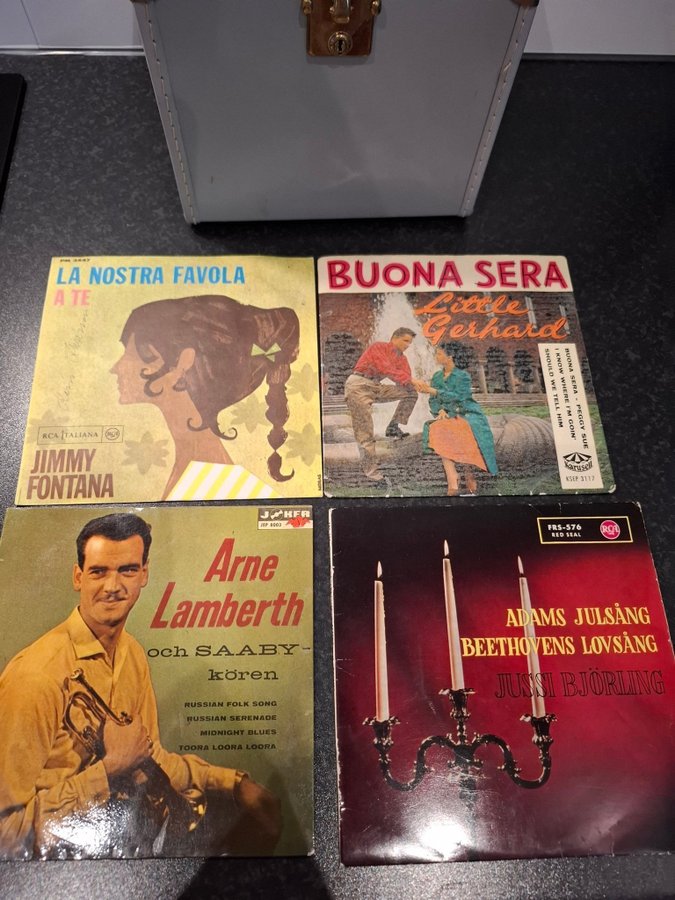 PM 3447
LA NOSTRA FAVOLA
A TE
RCA ITALIANA
RCA
JIMMY
FONTANA
BUONA SERA
Little
Gerhard
BUONA SERA - PEGGY SUE
I KNOW WHERE I'M GOIN'
SHOULD WE TELL HIM
Karusell
KSEP 3117
JOKER
JEP 8002
Arne
Lamberth
och SAABY-
kören
RUSSIAN FOLK SONG
RUSSIAN SERENADE
MIDNIGHT BLUES
TOORA LOORA LOORA
FRS-576
RED SEAL
RCA
ADAMS JULSÅNG
BEETHOVENS LOVSÅNG
JUSSI BJÖRLING